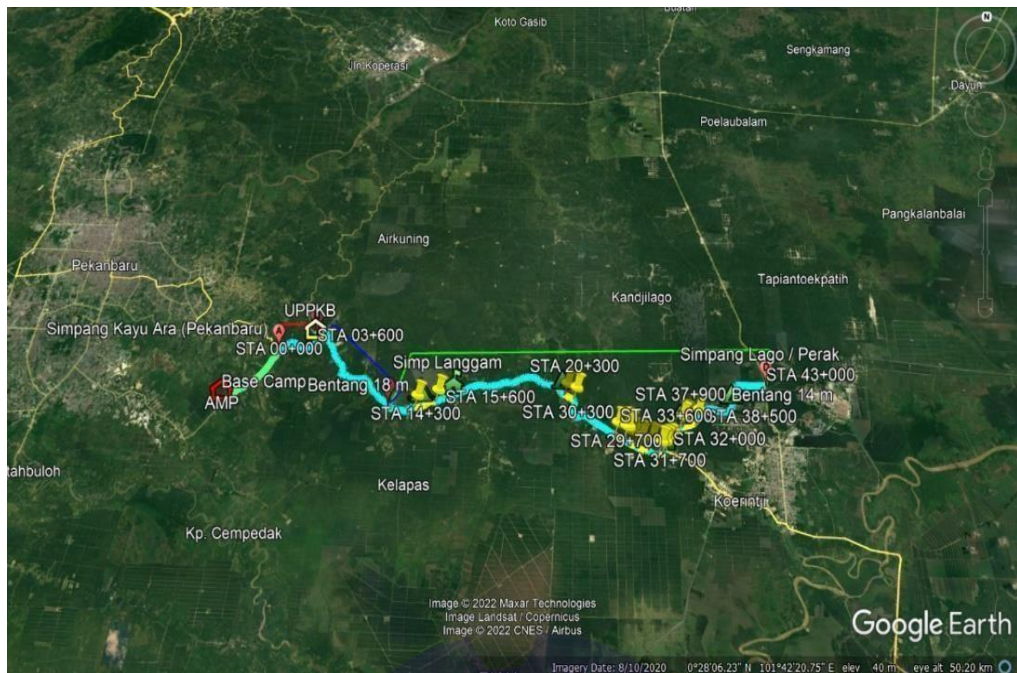 Koto Gasib
N
Sengkamang
Jln Koperasi
Dayun
Poelaubalam
Pangkalanbalai
Airkuning
Pekanbaru
Tapiantoekpatih
Kandjilago
UPPKB
Simpang Kayu Ara (Pekanbaru)
A
STA 03+600
STA 00+000
Simpang Lago / Perak
Simp Langgam
STA 20+300
STA 43+000
Base Camp
Bentang 18 m
STA 15+600
STA 37+900
Bentang 14 m
AMP
STA 14+300
STA 30+300
STA 33+600
STA 38+500
STA 29+700
STA 32+000
STA 31+700
tahbuloh
Kelapas
Koerintji
Kp. Cempedak
Image © 2022 Maxar Technologies
Image Landsat / Copernicus
Image © 2022 CNES / Airbus
Google Earth
Imagery Date: 8/10/2020 0°28'06.23" N 101°42'20.75" E elev 40 m eye alt 50.20 km